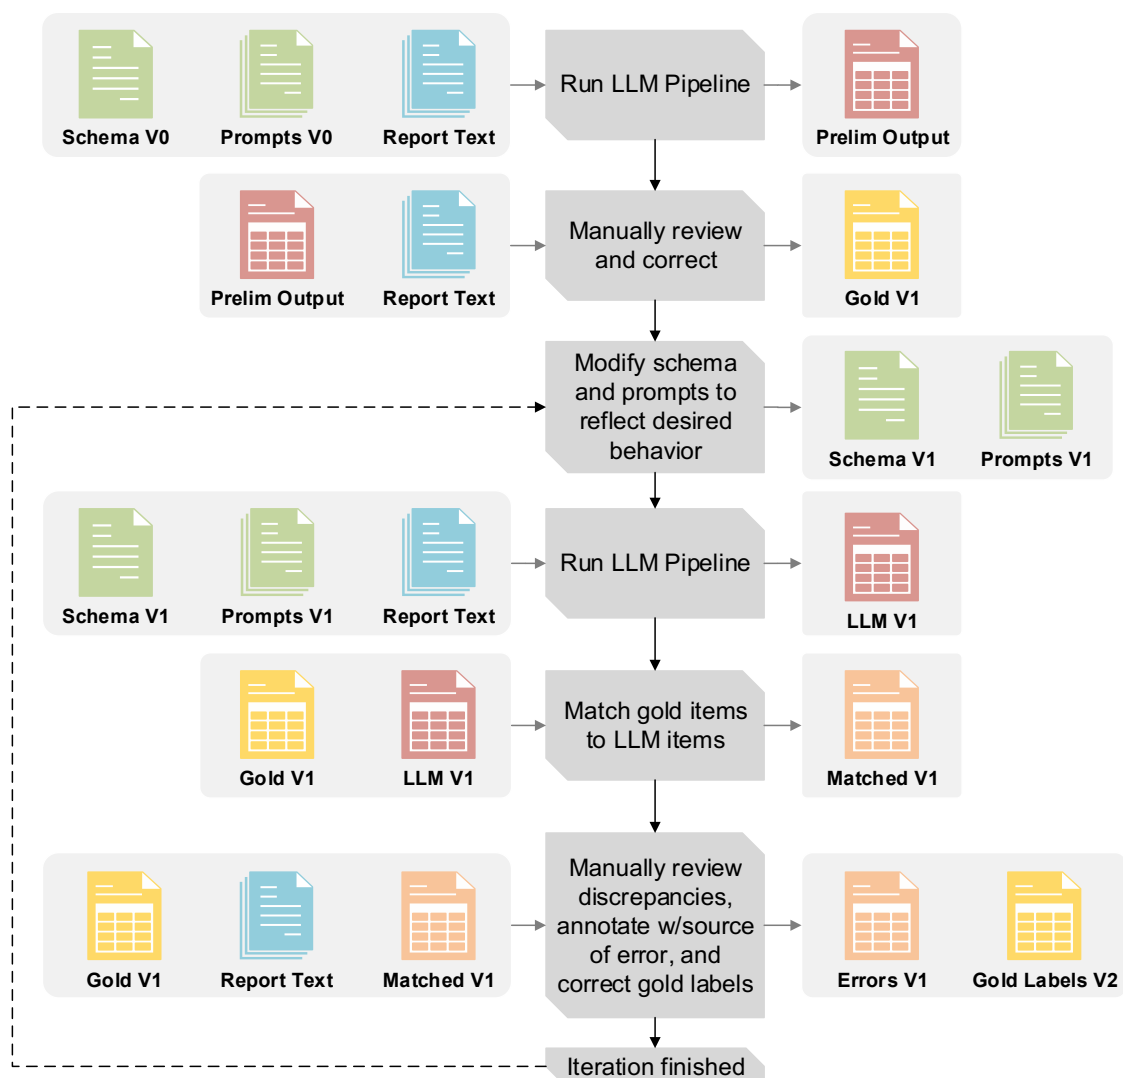 Schema V0
Prompts V0
Report Text
Run LLM Pipeline
Prelim Output
Prelim Output
Report Text
Manually review
and correct
Gold V1
Modify schema
and prompts to
reflect desired
behavior
Schema V1
Prompts V1
Schema V1
Prompts V1
Report Text
Run LLM Pipeline
LLM V1
Gold V1
LLM V1
Match gold items
to LLM items
Matched V1
Gold V1
Report Text
Matched V1
Manually review
discrepancies,
annotate w/source
of error, and
correct gold labels
Errors V1
Gold Labels V2
Iteration finished